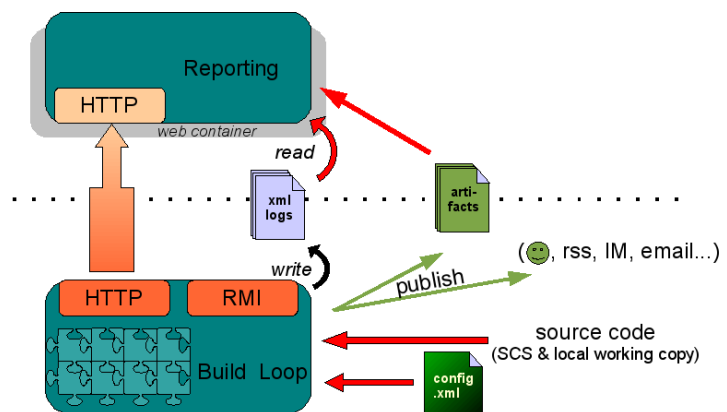 Reporting
HTTP
web container
read
xml
logs
arti-
facts
(, rss, IM, email...)
write
publish
HTTP
RMI
source code
(SCS & local working copy)
Build Loop
config
.xml